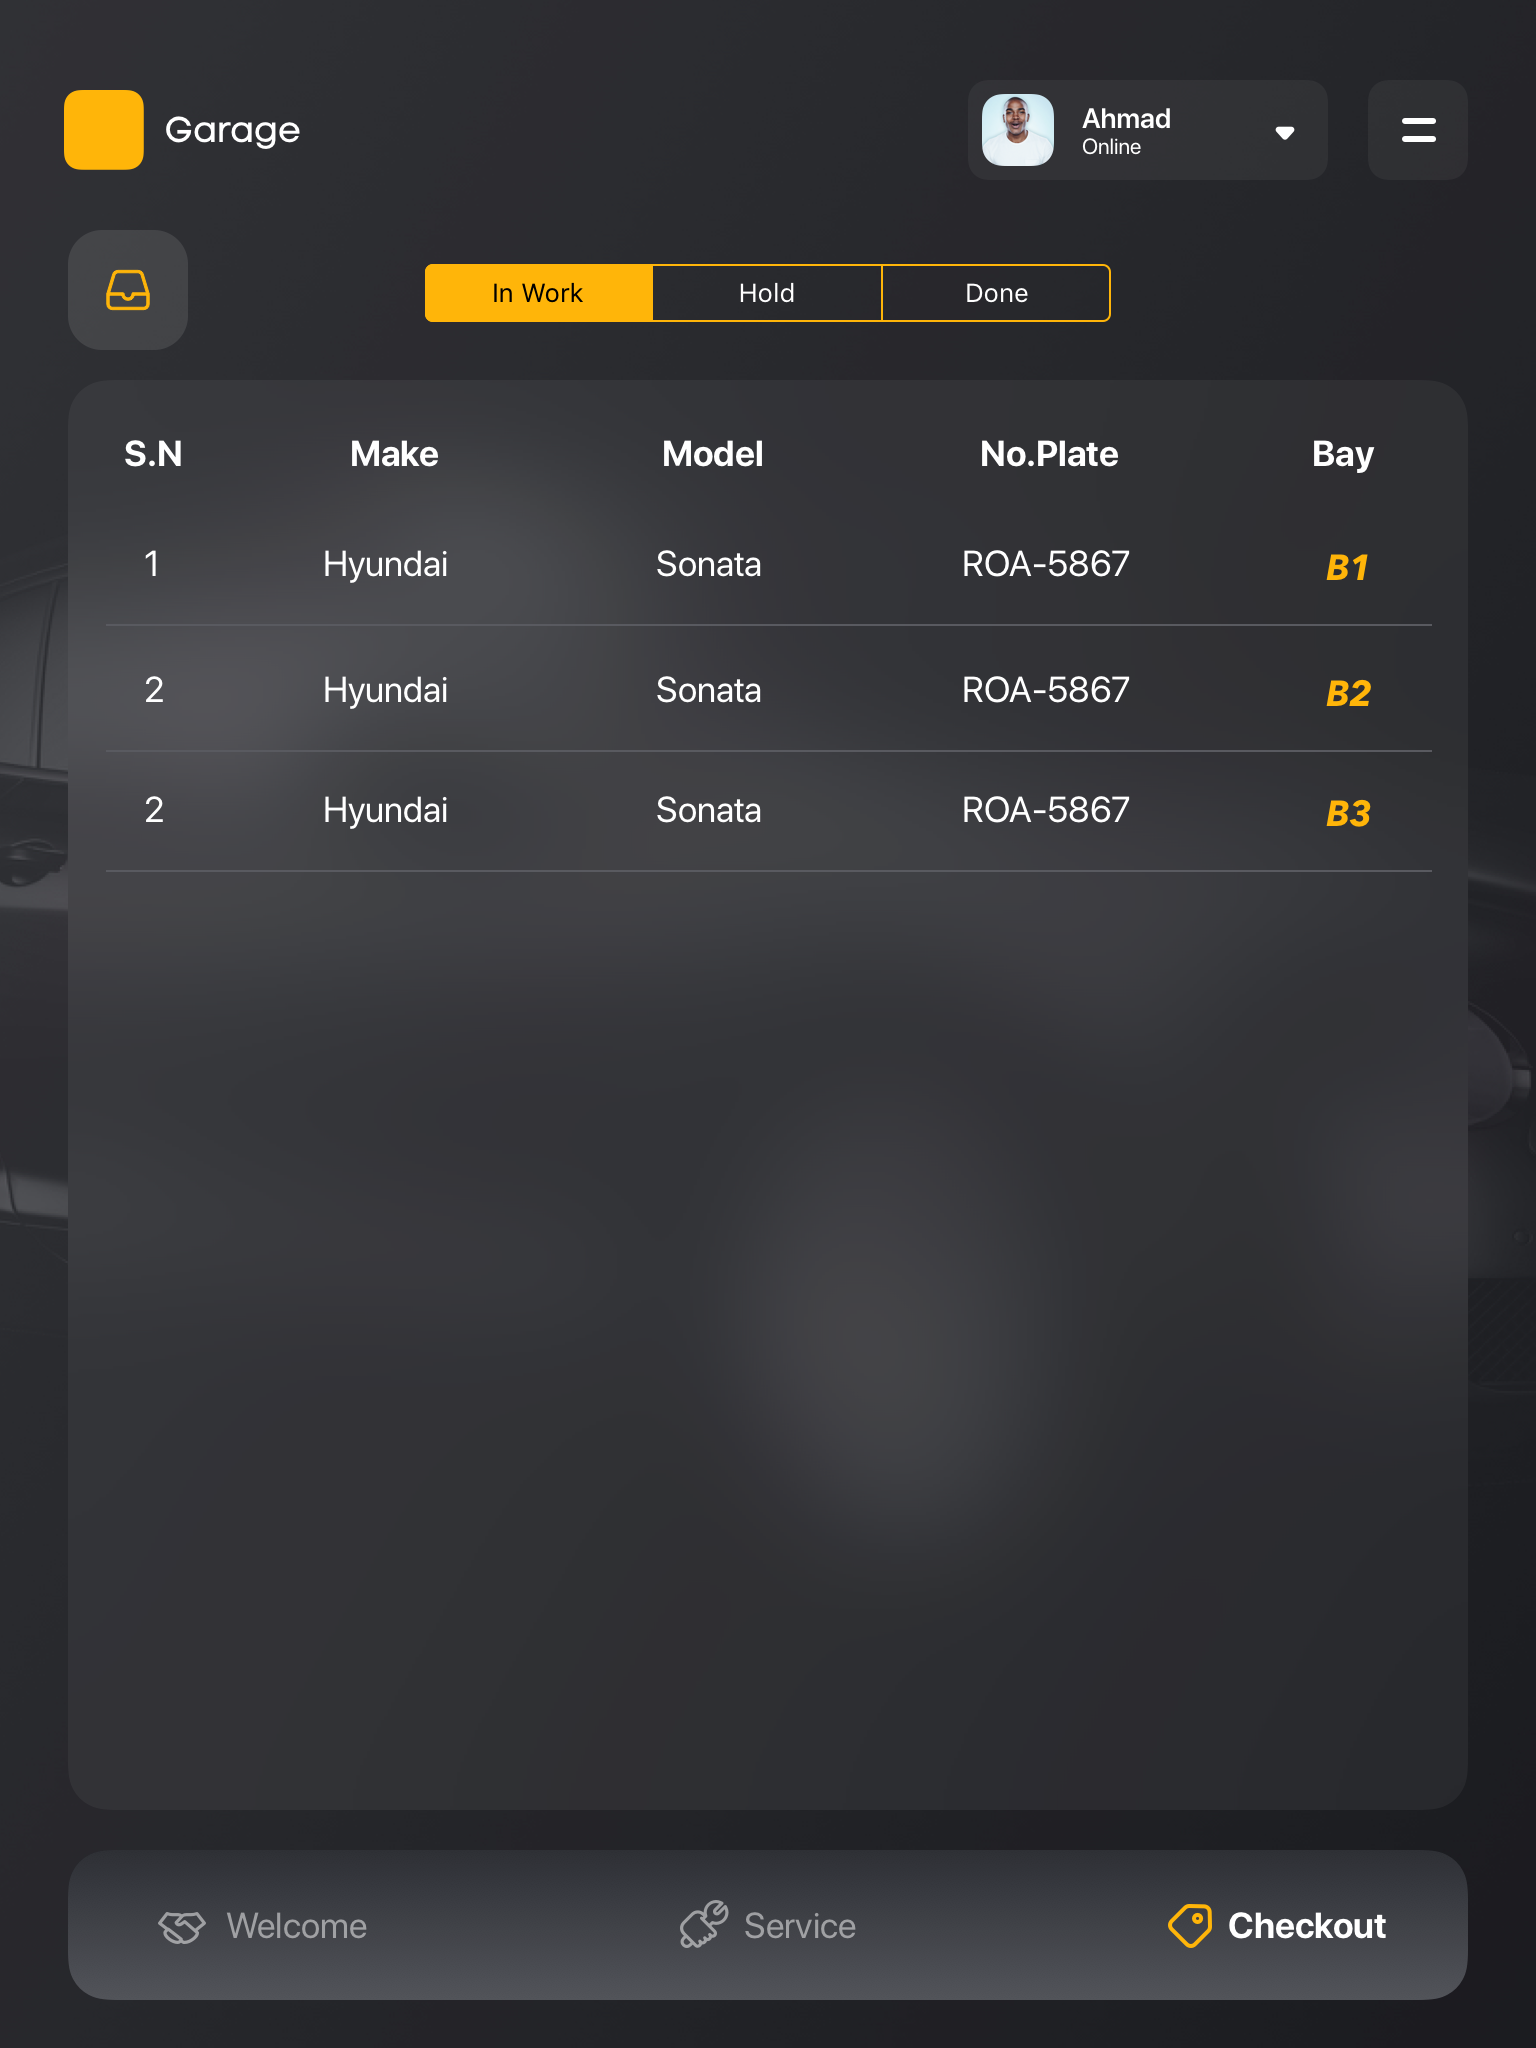 Garage
Ahmad
Online
In Work Hold Done
S.N Make Model No.Plate Bay
1 Hyundai Sonata ROA-5867 B1
2 Hyundai Sonata ROA-5867 B2
2 Hyundai Sonata ROA-5867 B3
Welcome Service Checkout